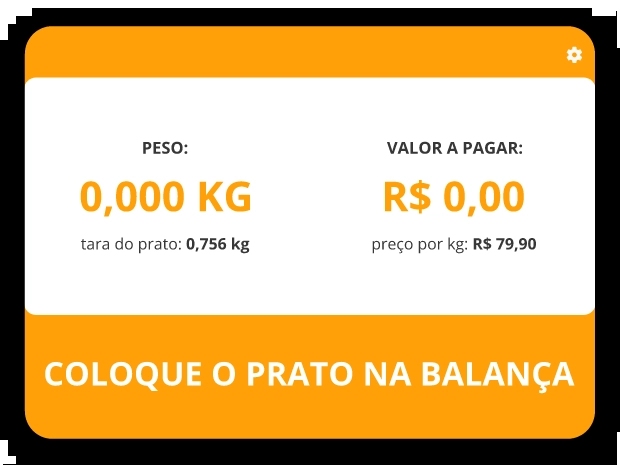 PESO:
0,000 KG
tara do prato: 0,756 kg
VALOR A PAGAR:
R$ 0,00
preço por kg: R$ 79,90
COLOQUE O PRATO NA BALANÇA